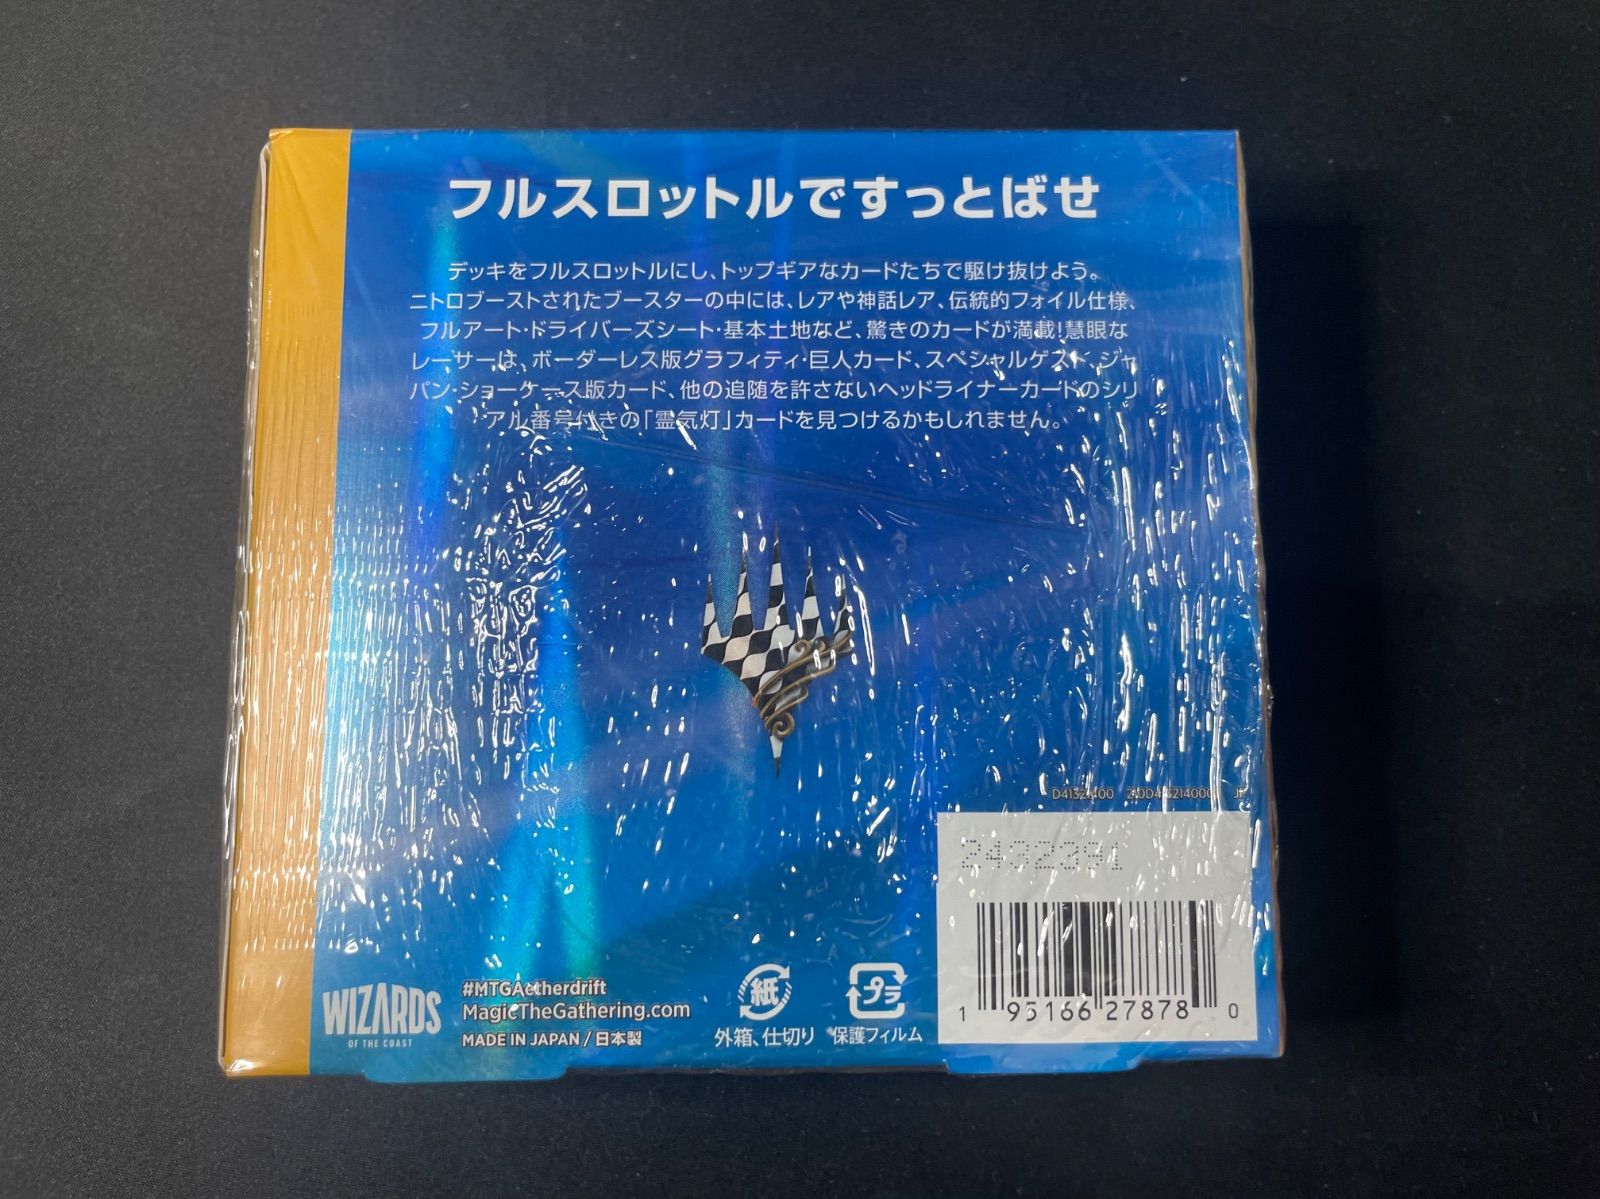 フルスロットルですっとばせ
デッキをフルスロットルにし、トップギアなカードたちで駆け抜けよう。
ニトロブーストされたブースターの中には、レアや神話レア、伝統的フォイル仕様、
フルアート・ドライバーズシート・基本土地など、驚きのカードが満載!慧眼な
レーサーは、ボーダーレス版グラフィティ・巨人カード、スペシャルゲスト、ジャ
パン・ショーケース版カード、他の追随を許さないヘッドライナーカードのシリ
アル番号付きの「霊気灯」カードを見つけるかもしれません。
2432391
1 95166 27878 0
WIZARDS
OF THE COAST
#MTGAetherdrift
MagicTheGathering.com
MADE IN JAPAN / 日本製
紙
外箱、仕切り
プラ
保護フィルム